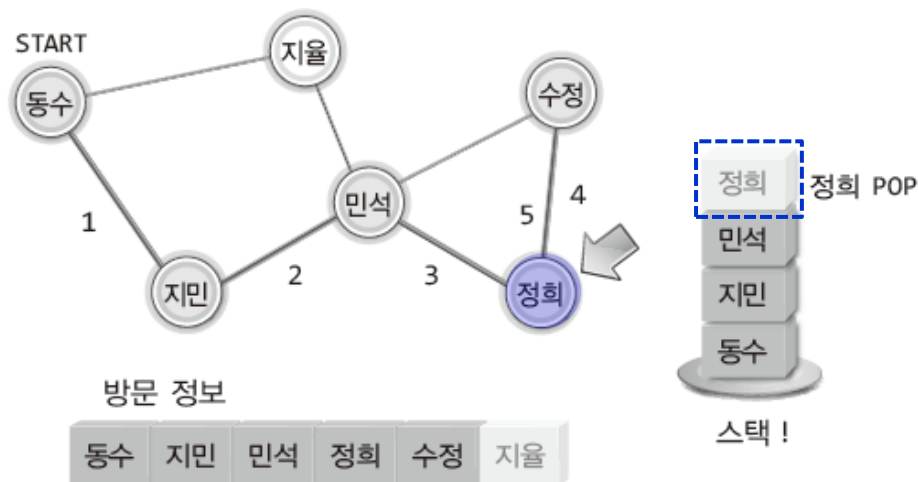 START
지율
동수
수정
민석
1
5
4
2
3
지민
정희
정희
정희 POP
민석
지민
동수
스택 !
방문 정보
동수 지민 민석 정희 수정 지율